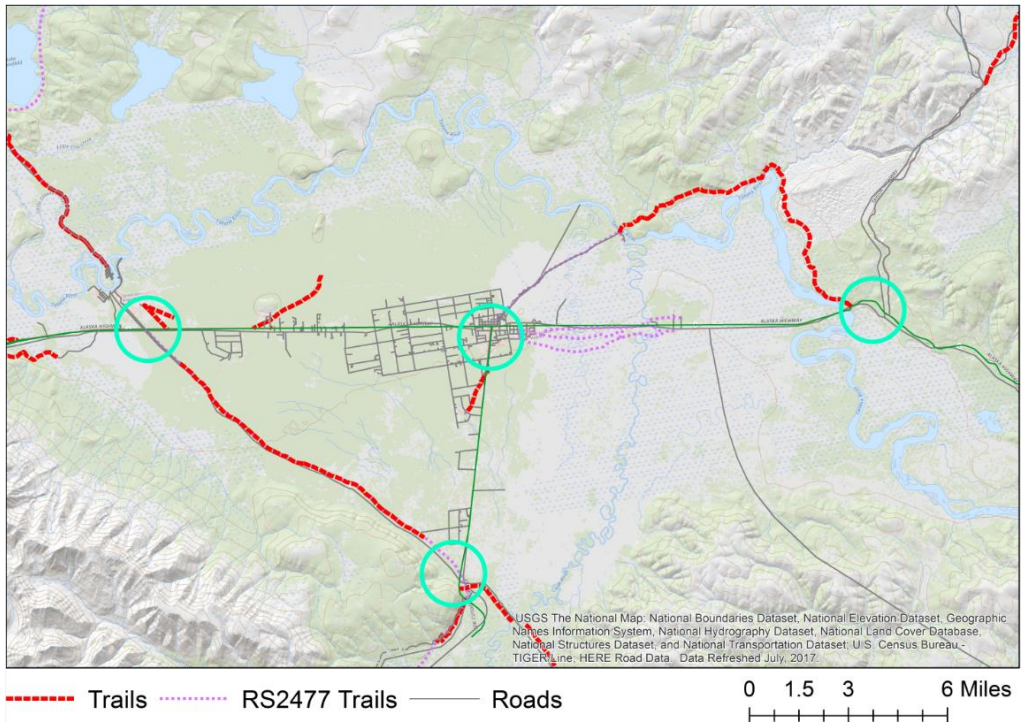 ALASKA HIGHWAY
ALASKA HIGHWAY
USGS The National Map: National Boundaries Dataset, National Elevation Dataset, Geographic
Names Information System, National Hydrography Dataset, National Land Cover Database,
National Structures Dataset, and National Transportation Dataset; U.S. Census Bureau -
TIGER/Line; HERE Road Data. Data Refreshed July, 2017.
Trails
RS2477 Trails
Roads
0 1.5 3 6 Miles